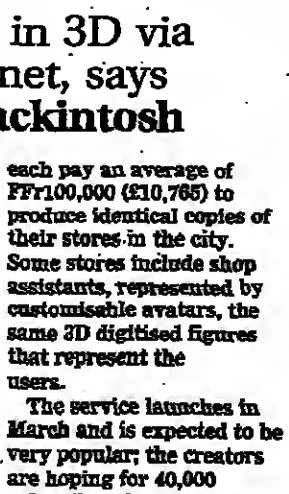 in 3D via
net, says
ackintosh
each pay an average of
FFr100,000 (£10,765) to
produce identical copies of
their stores in the city.
Some stores include shop
assistants, represented by
customisable avatars, the
same 3D digitised figures
that represent the
users.
The service launches in
March and is expected to be
very popular; the creators
are hoping for 40,000